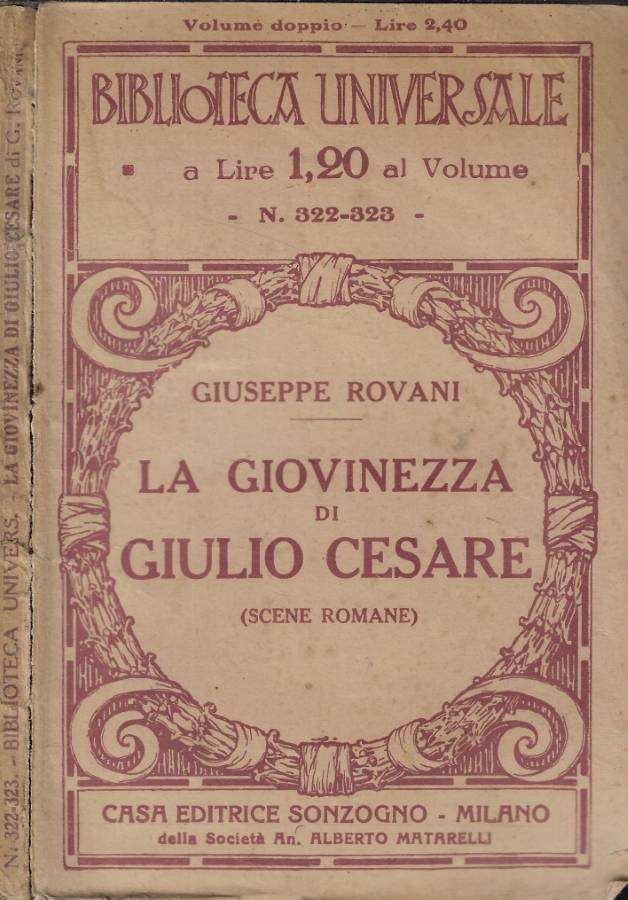 Volume doppio — Lire 2,40
BIBLIOTECA UNIVERSALE
a Lire 1,20 al Volume
- N. 322-323 -
GIUSEPPE ROVANI
LA GIOVINEZZA
DI
GIULIO CESARE
(SCENE ROMANE)
CASA EDITRICE SONZOGNO - MILANO
della Società An. ALBERTO MATARELLI
N. 322-323. - BIBLIOTECA UNIVERS. - LA GIOVINEZZA DI GIULIO CESARE di G. ROVANI